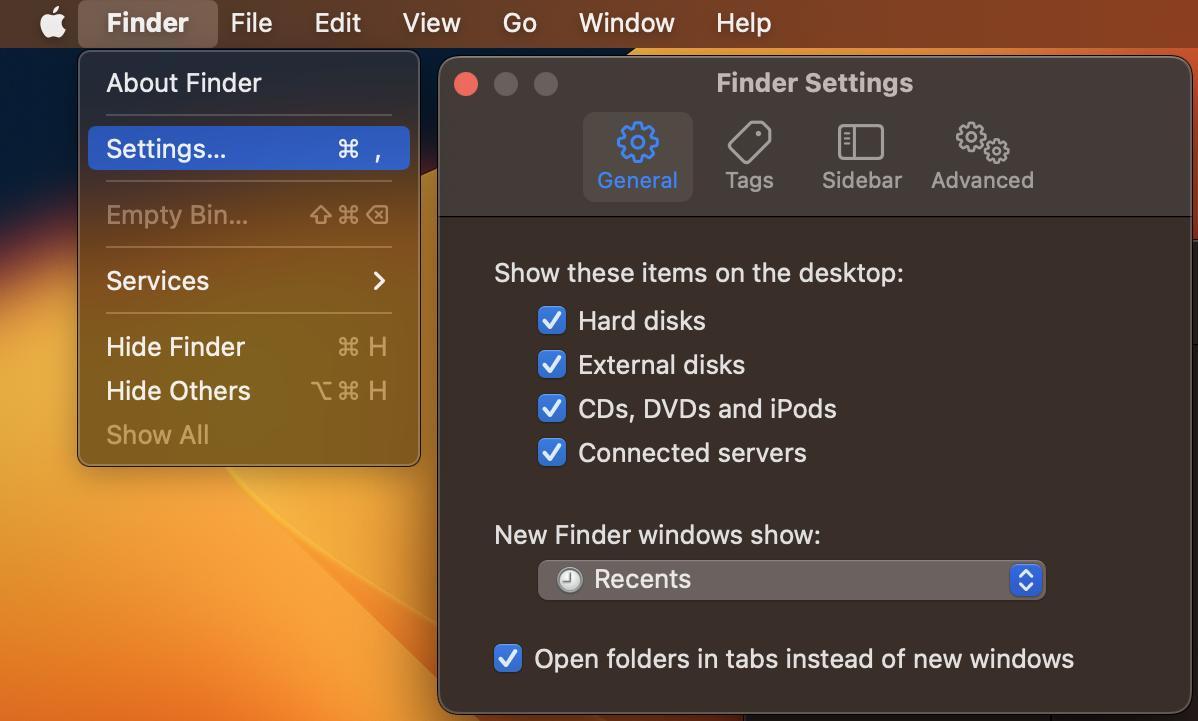 Finder File Edit View Go Window Help
About Finder
Settings... ⌘ ,
Empty Bin... ⇧⌘⌫
Services
Hide Finder ⌘ H
Hide Others ⌥⌘ H
Show All
Finder Settings
General Tags Sidebar Advanced
Show these items on the desktop:
Hard disks
External disks
CDs, DVDs and iPods
Connected servers
New Finder windows show:
Recents
Open folders in tabs instead of new windows